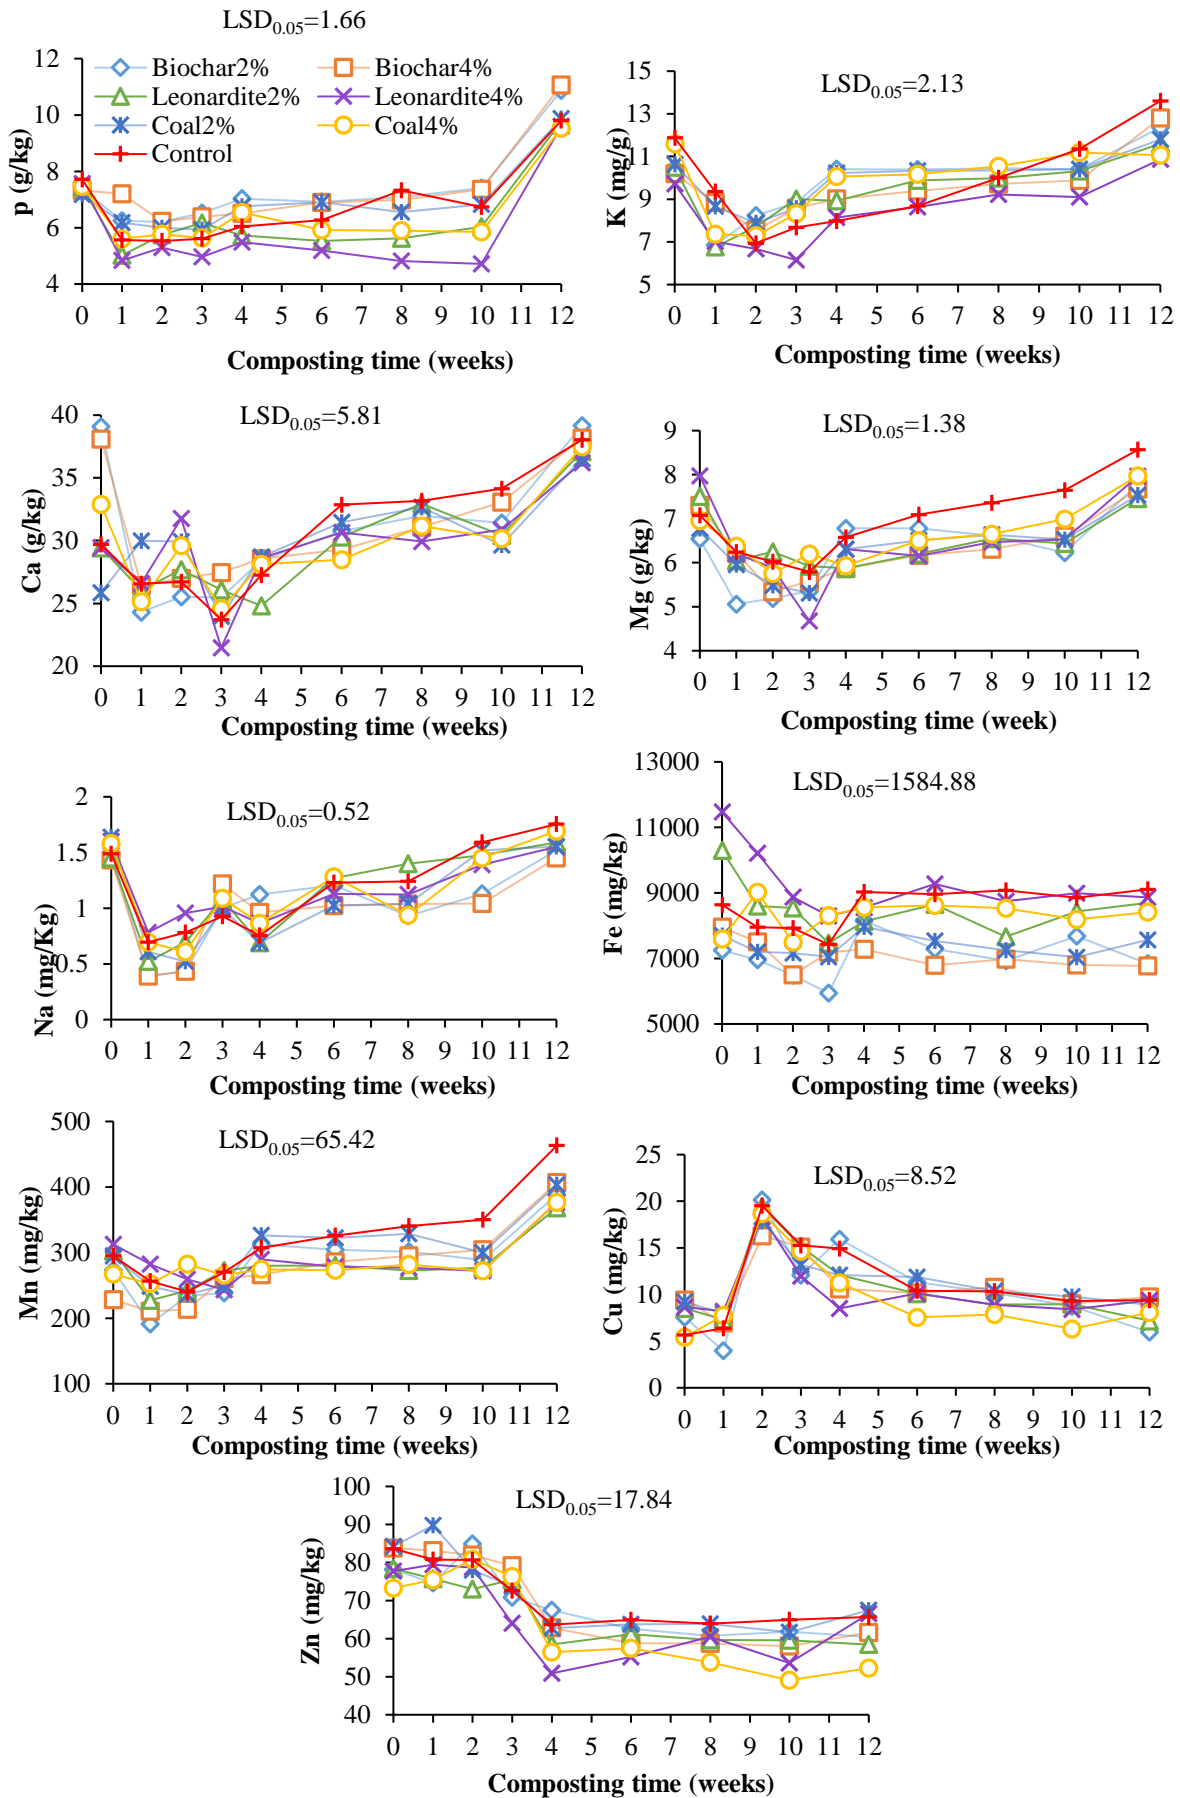 LSD0.05=1.66
12
10
8
6
4
p (g/kg)
Biochar2%
Biochar4%
Leonardite2%
Leonardite4%
Coal2%
Coal4%
Control
0 1 2 3 4 5 6 7 8 9 10 11 12
Composting time (weeks)
LSD0.05=2.13
15
13
11
9
7
5
K (mg/g)
0 1 2 3 4 5 6 7 8 9 10 11 12
Composting time (weeks)
LSD0.05=5.81
40
35
30
25
20
Ca (g/kg)
0 1 2 3 4 5 6 7 8 9 10 11 12
Composting time (weeks)
LSD0.05=1.38
9
8
7
6
5
4
Mg (g/kg)
0 1 2 3 4 5 6 7 8 9 10 11 12
Composting time (week)
LSD0.05=0.52
2
1.5
1
0.5
0
Na (mg/Kg)
0 1 2 3 4 5 6 7 8 9 10 11 12
Composting time (weeks)
LSD0.05=1584.88
13000
11000
9000
7000
5000
Fe (mg/kg)
0 1 2 3 4 5 6 7 8 9 10 11 12
Composting time (weeks)
LSD0.05=65.42
500
400
300
200
100
Mn (mg/kg)
0 1 2 3 4 5 6 7 8 9 10 11 12
Composting time (weeks)
LSD0.05=8.52
25
20
15
10
5
0
Cu (mg/kg)
0 1 2 3 4 5 6 7 8 9 10 11 12
Composting time (weeks)
LSD0.05=17.84
100
90
80
70
60
50
40
Zn (mg/kg)
0 1 2 3 4 5 6 7 8 9 10 11 12
Composting time (weeks)